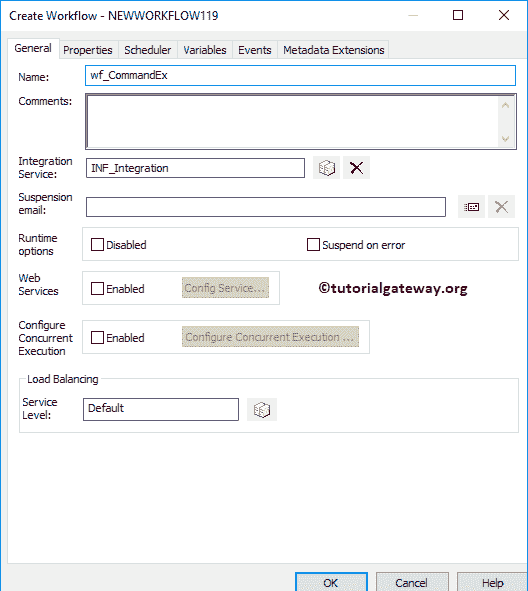 Create Workflow - NEWWORKFLOW119
General Properties Scheduler Variables Events Metadata Extensions
Name: wf_CommandEx
Comments:
Integration
Service: INF_Integration
Suspension
email:
Runtime
options Disabled Suspend on error
Web
Services Enabled Config Service... ©tutorialgateway.org
Configure
Concurrent
Execution Enabled Configure Concurrent Execution ...
Load Balancing
Service
Level: Default
OK Cancel Help